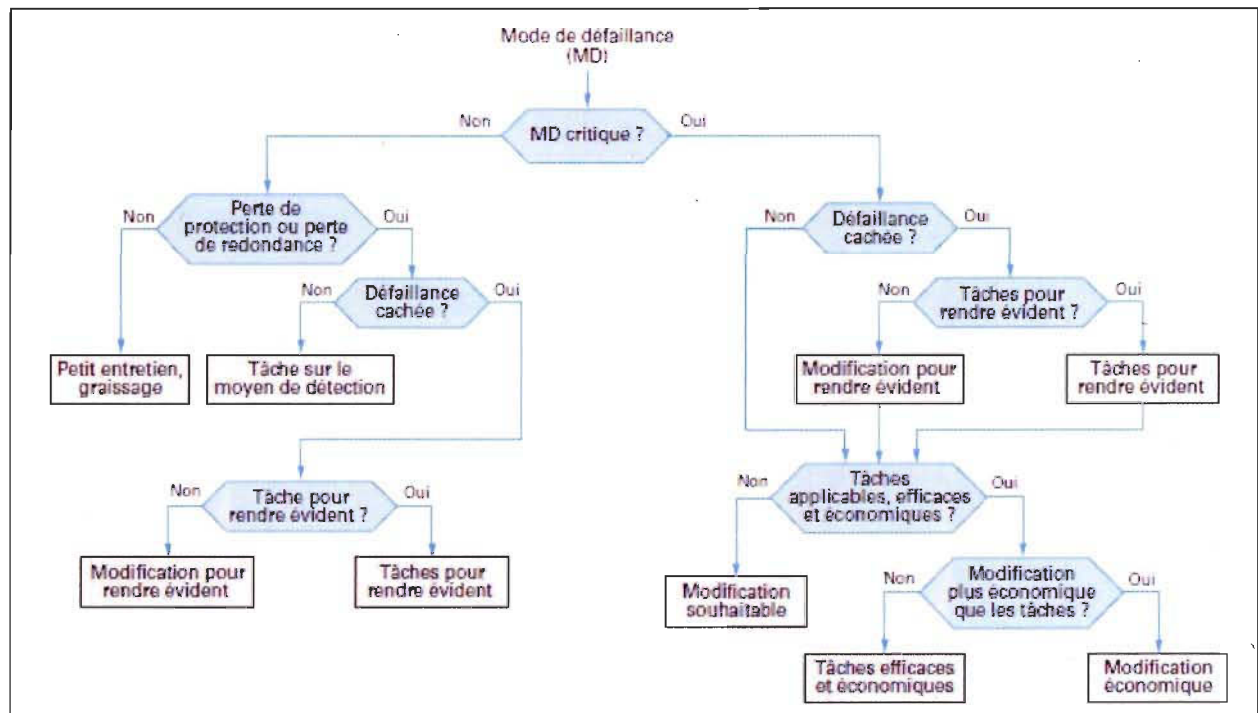 Mode de défaillance
(MD)
Non
MD critique ?
Oui
Non
Perte de
protection ou perte
de redondance ?
Oui
Non
Défaillance
cachée ?
Oui
Non
Défaillance
cachée ?
Oui
Non
Tâches pour
rendre évident ?
Oui
Petit entretien,
graissage
Tâche sur le
moyen de détection
Modification pour
rendre évident
Tâches pour
rendre évident
Non
Tâche pour
rendre évident ?
Oui
Non
Tâches
applicables, efficaces
et économiques ?
Oui
Modification pour
rendre évident
Tâches pour
rendre évident
Modification
souhaitable
Non
Modification
plus économique
que les tâches ?
Oui
Tâches efficaces
et économiques
Modification
économique